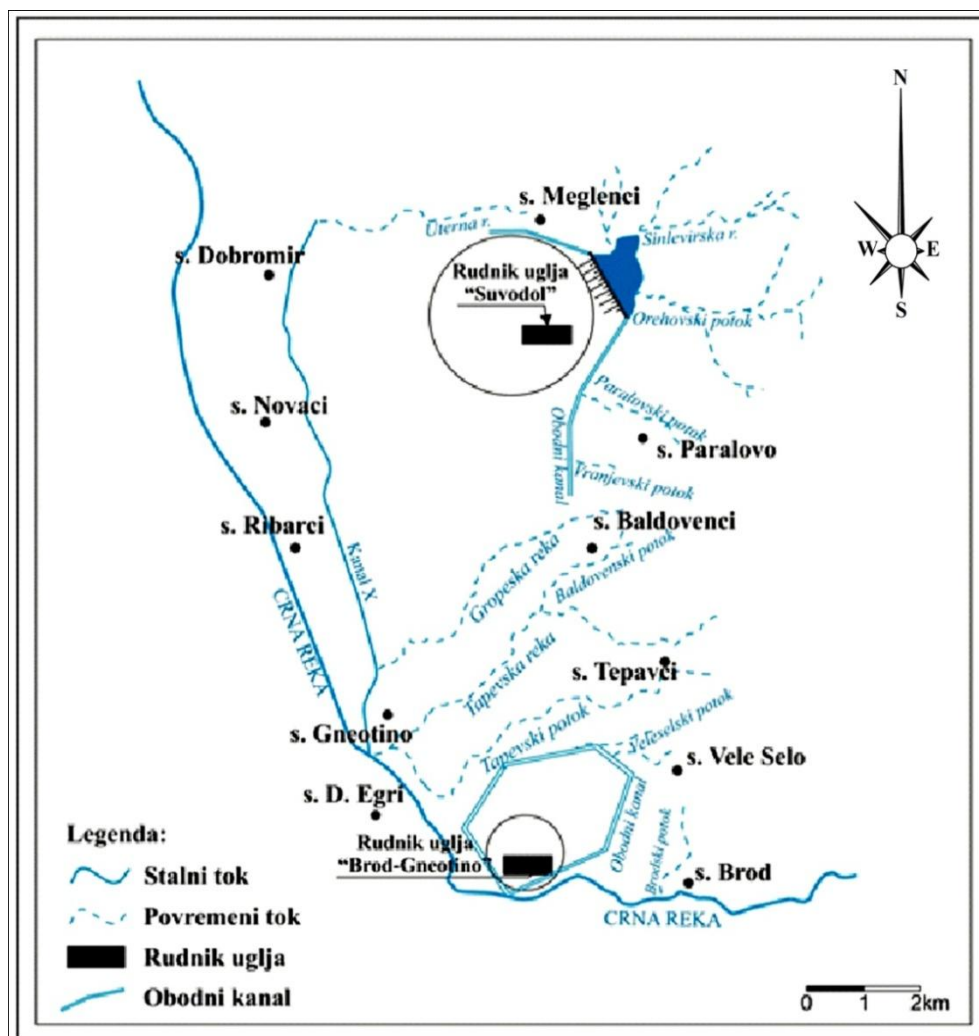 N
W E
S
s. Meglenci
Uterna r.
Sinlevirska r.
s. Dobromir
Rudnik uglja
“Suvodol”
Orehovski potok
Paralovski potok
s. Novaci
Obodni kanal
s. Paralovo
Vranjevski potok
s. Ribarci
Kanal X
s. Baldovenci
Gropeska reka
Baldovenski potok
CRNA REKA
Tapevska reka
s. Tepavci
s. Gneotino
Tapevski potok
Veleselski potok
s. Vele Selo
s. D. Egri
Obodni kanal
Rudnik uglja
“Brod-Gneotino”
Brodski potok
s. Brod
CRNA REKA
Legenda:
Stalni tok
Povremeni tok
Rudnik uglja
Obodni kanal
0 1 2km